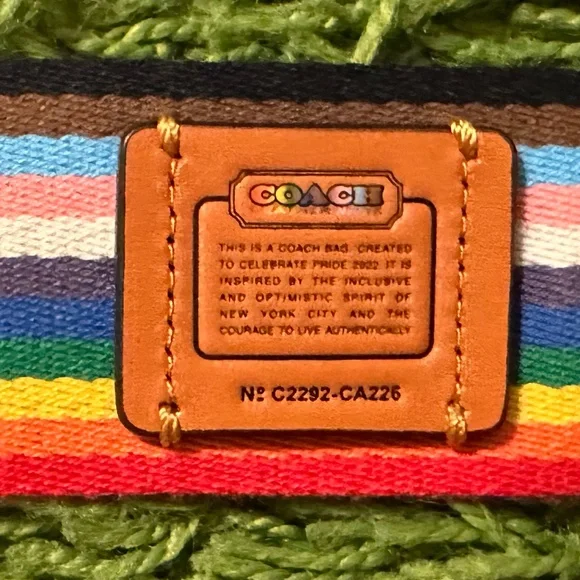 COACH
THIS IS A COACH BAG. CREATED
TO CELEBRATE PRIDE 2022 IT IS
INSPIRED BY THE INCLUSIVE
AND OPTIMISTIC SPIRIT OF
NEW YORK CITY AND THE
COURAGE TO LIVE AUTHENTICALLY
Nº C2292-CA226